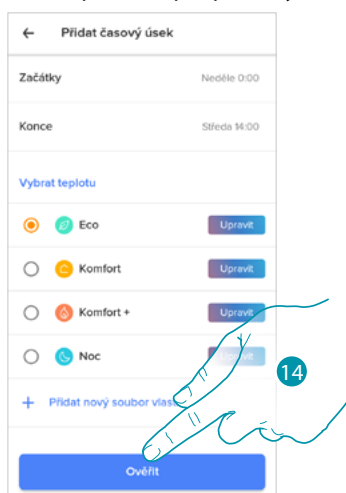 ← Přidat časový úsek
Začátky Neděle 0:00
Konce Středa 14:00
Vybrat teplotu
Eco Upravit
Komfort Upravit
Komfort + Upravit
Noc Upravit
+ Přidat nový soubor
14
Ověřit